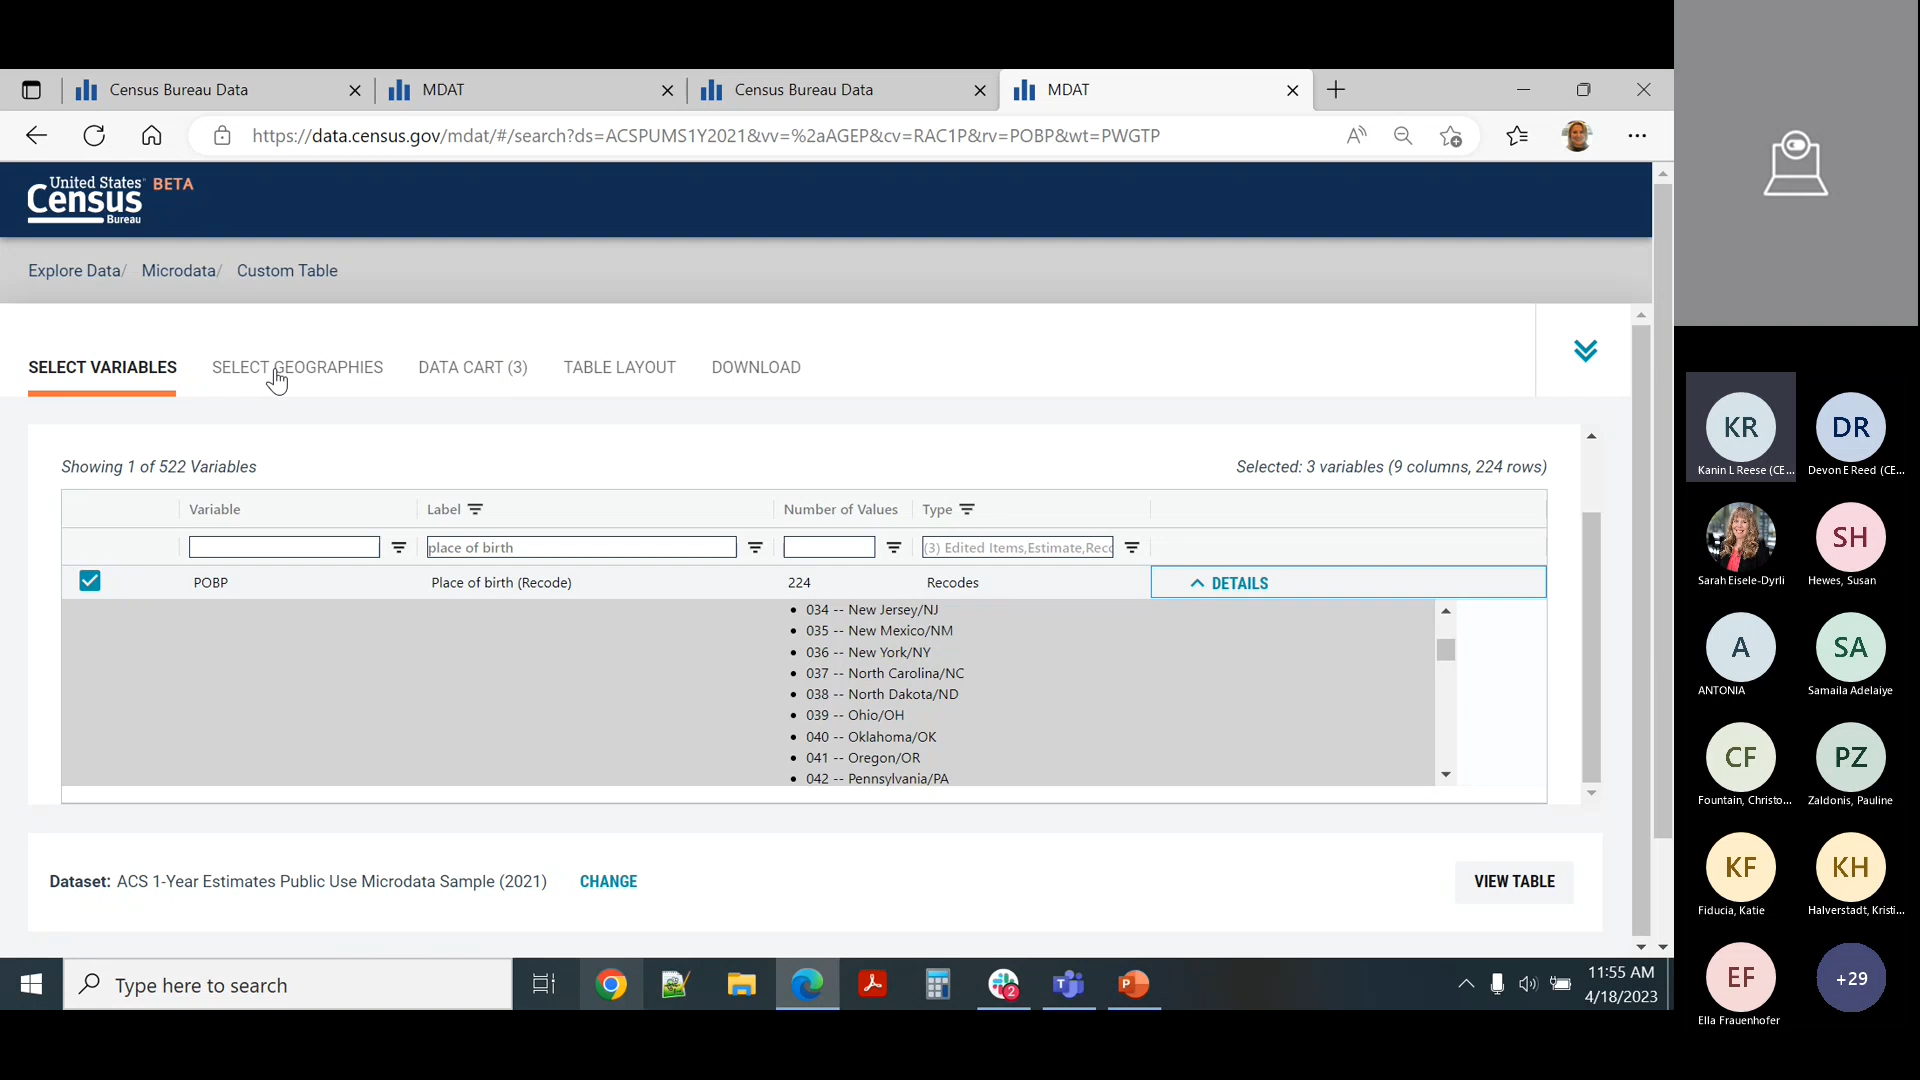 Census Bureau Data
MDAT
Census Bureau Data
MDAT
https://data.census.gov/mdat/#/search?ds=ACSPUMS1Y2021&vv=%2aAGEP&cv=RAC1P&rv=POBP&wt=PWGTP
United States®
Census
Bureau
BETA
Explore Data/ Microdata/ Custom Table
SELECT VARIABLES
SELECT GEOGRAPHIES
DATA CART (3)
TABLE LAYOUT
DOWNLOAD
Showing 1 of 522 Variables
Selected: 3 variables (9 columns, 224 rows)
Variable
Label
Number of Values
Type
place of birth
(3) Edited Items,Estimate,Reco
POBP
Place of birth (Recode)
224
Recodes
DETAILS
• 034 -- New Jersey/NJ
• 035 -- New Mexico/NM
• 036 -- New York/NY
• 037 -- North Carolina/NC
• 038 -- North Dakota/ND
• 039 -- Ohio/OH
• 040 -- Oklahoma/OK
• 041 -- Oregon/OR
• 042 -- Pennsylvania/PA
Dataset: ACS 1-Year Estimates Public Use Microdata Sample (2021)
CHANGE
VIEW TABLE
Type here to search
2
11:55 AM
4/18/2023
KR
Kanin L Reese (CE...
DR
Devon E Reed (CE...
Sarah Eisele-Dyrli
SH
Hewes, Susan
A
ANTONIA
SA
Samaila Adelaiye
CF
Fountain, Christo...
PZ
Zaldonis, Pauline
KF
Fiducia, Katie
KH
Halverstadt, Kristi...
EF
Ella Frauenhofer
+29